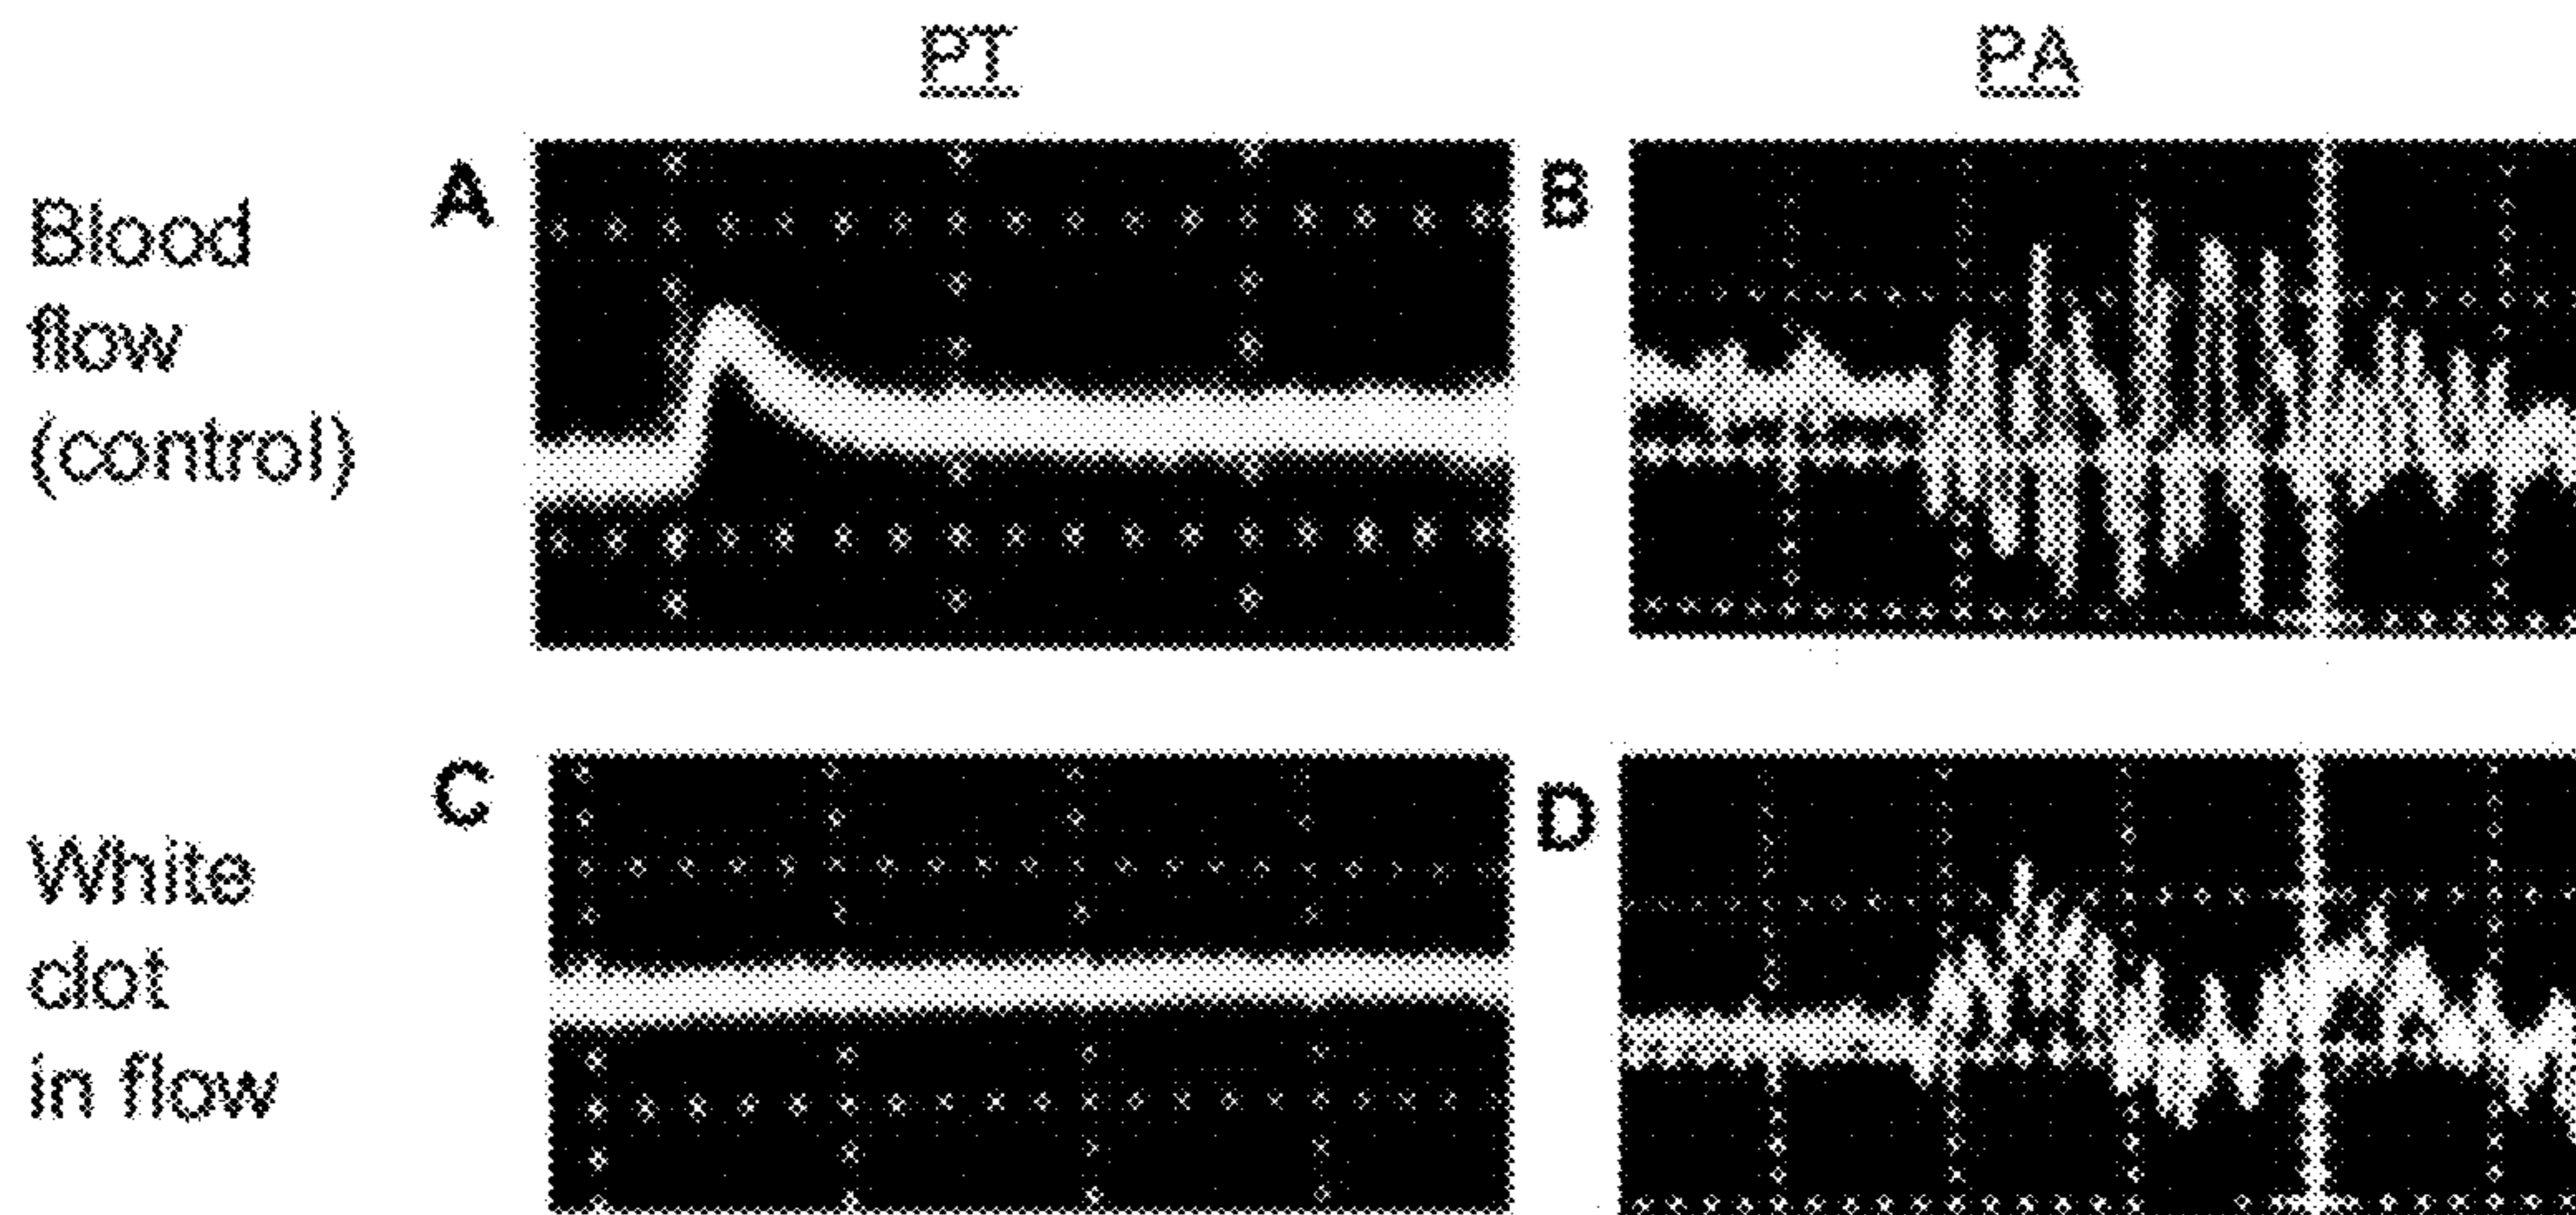 PT
PA
Blood
flow
(control)
A
B
White
clot
in flow
C
D